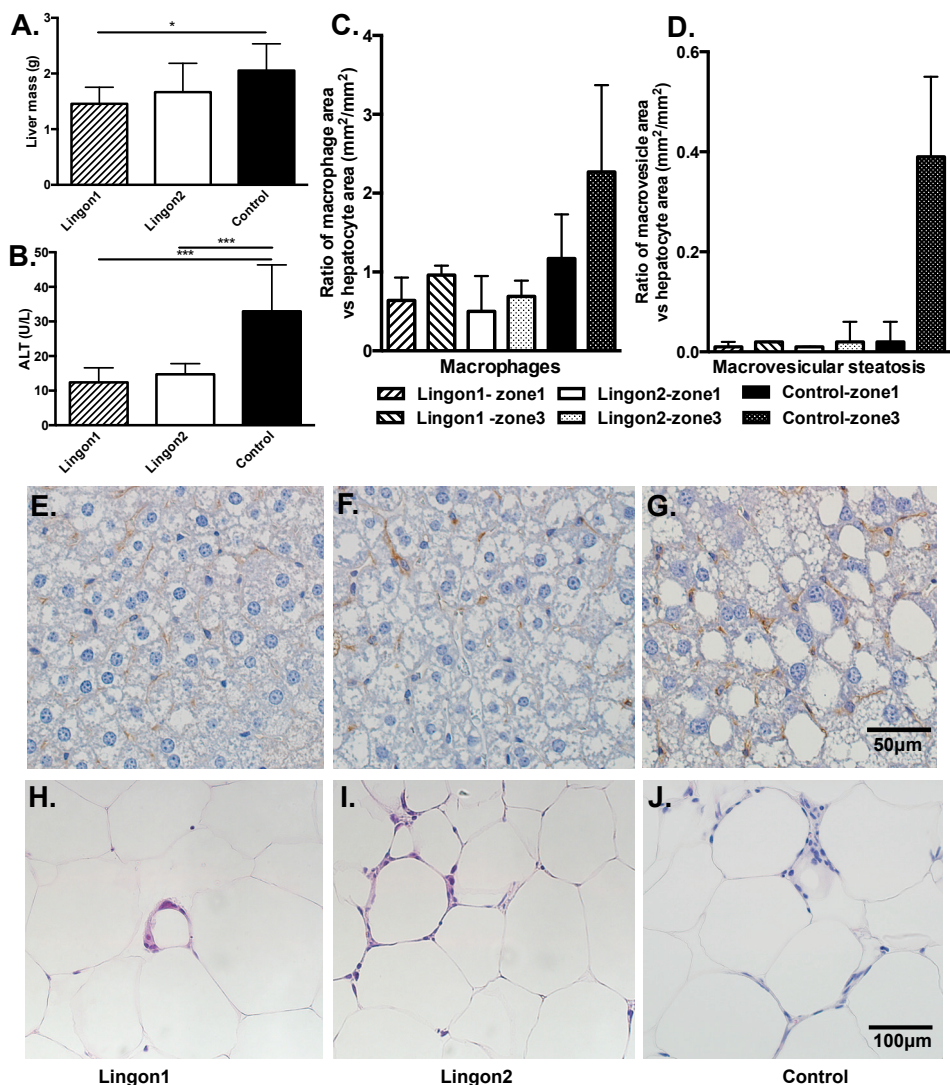 A.
Liver mass (g)
3
2
1
0
*
Lingon1
Lingon2
Control
B.
ALT (U/L)
50
40
30
20
10
0
***
***
Lingon1
Lingon2
Control
C.
Ratio of macrophage area
vs hepatocyte area (mm²/mm²)
4
3
2
1
0
Macrophages
D.
Ratio of macrovesicle area
vs hepatocyte area (mm²/mm²)
0.6
0.4
0.2
0.0
Macrovesicular steatosis
Lingon1- zone1
Lingon2-zone1
Control-zone1
Lingon1 -zone3
Lingon2-zone3
Control-zone3
E.
F.
G.
50µm
H.
I.
J.
100µm
Lingon1
Lingon2
Control